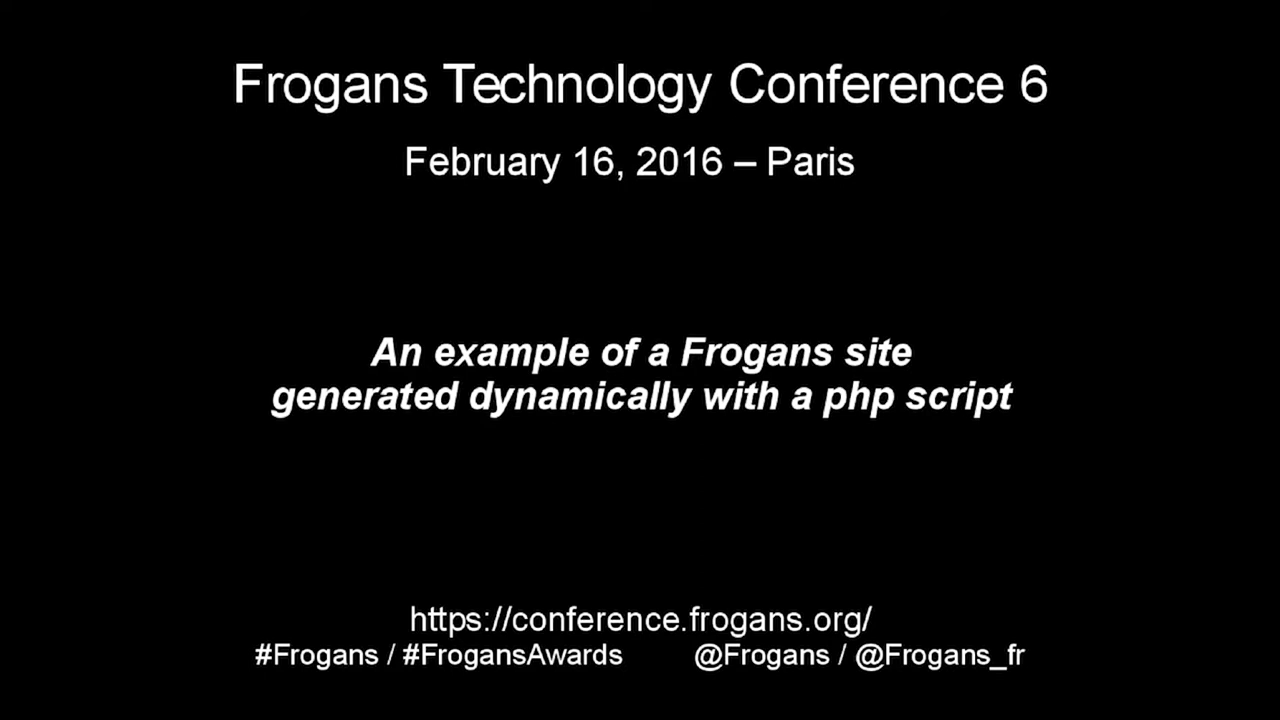 Frogans Technology Conference 6
February 16, 2016 – Paris
An example of a Frogans site
generated dynamically with a php script
https://conference.frogans.org/
#Frogans / #FrogansAwards @Frogans / @Frogans_fr